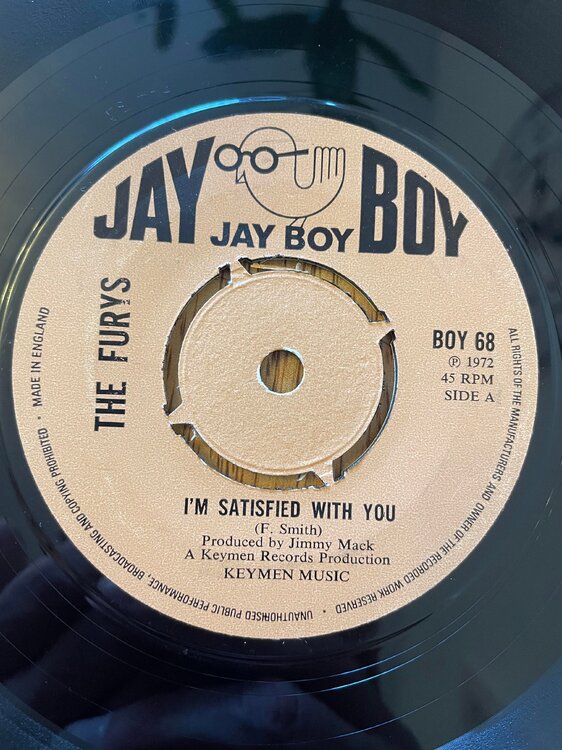 JAY BOY
JAY BOY
THE FURYS
BOY 68
Ⓟ 1972
45 RPM
SIDE A
I'M SATISFIED WITH YOU
(F. Smith)
Produced by Jimmy Mack
A Keymen Records Production
KEYMEN MUSIC
ALL RIGHTS OF THE MANUFACTURERS AND OWNER OF THE RECORDED WORK RESERVED · UNAUTHORISED PUBLIC PERFORMANCE, BROADCASTING AND COPYING PROHIBITED · MADE IN ENGLAND